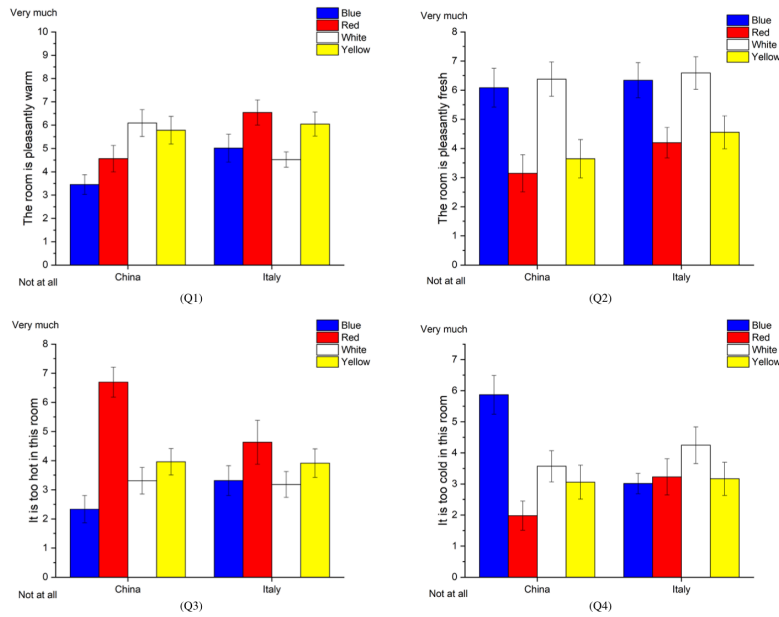 Very much
Blue
Red
White
Yellow
10
9
8
7
6
5
4
3
2
1
0
The room is pleasantly warm
China
Italy
Not at all
(Q1)
Very much
Blue
Red
White
Yellow
8
7
6
5
4
3
2
1
0
The room is pleasantly fresh
China
Italy
Not at all
(Q2)
Very much
Blue
Red
White
Yellow
8
7
6
5
4
3
2
1
0
It is too hot in this room
China
Italy
Not at all
(Q3)
Very much
Blue
Red
White
Yellow
7
6
5
4
3
2
1
0
It is too cold in this room
China
Italy
Not at all
(Q4)